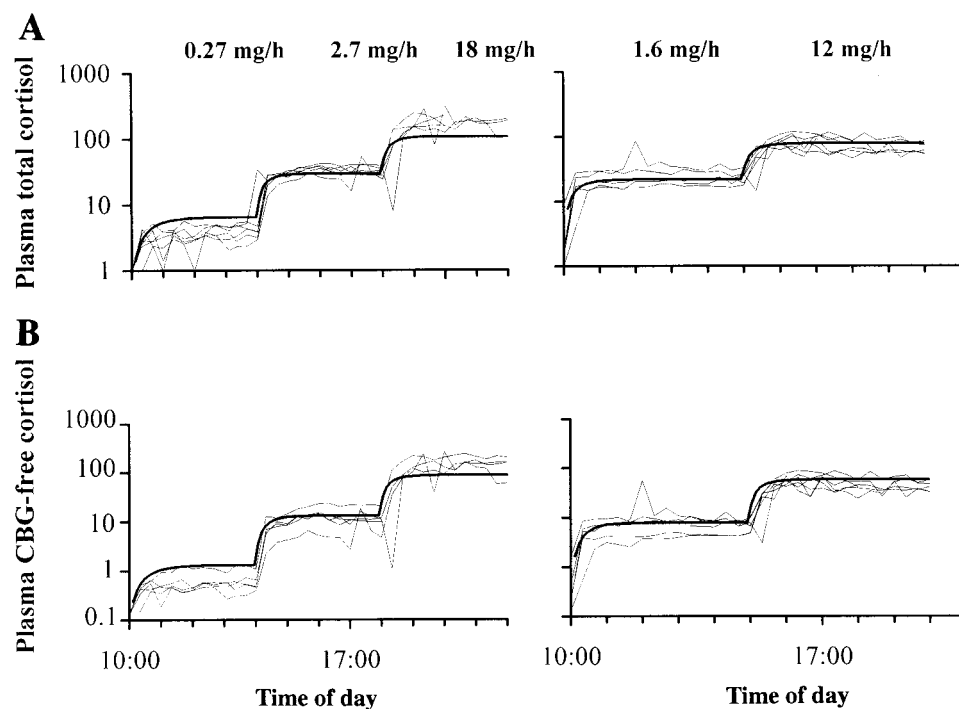 A
0.27 mg/h 2.7 mg/h 18 mg/h 1.6 mg/h 12 mg/h
Plasma total cortisol
1000
100
10
1
B
Plasma CBG-free cortisol
1000
100
10
1
0.1
10:00 17:00 10:00 17:00
Time of day Time of day